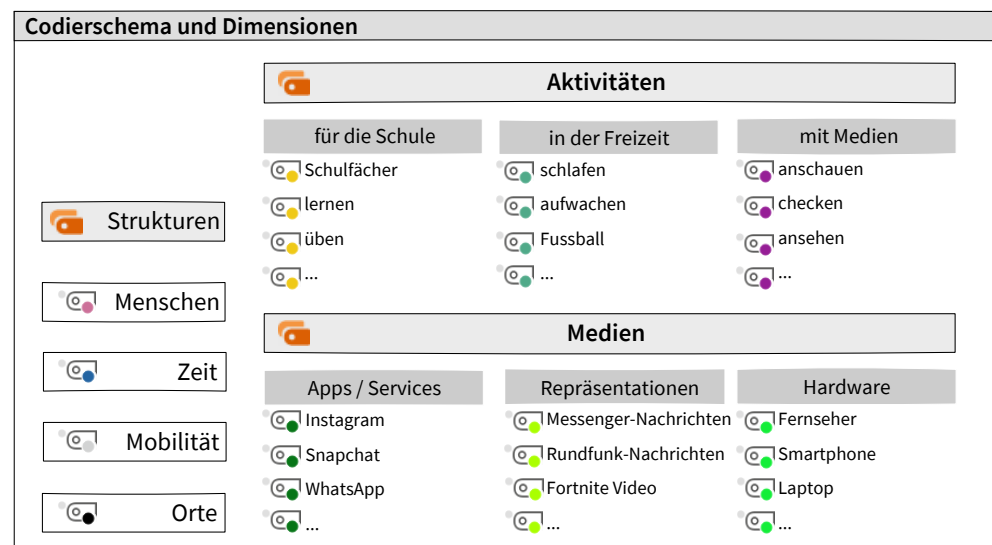 Codierschema und Dimensionen
Strukturen
Menschen
Zeit
Mobilität
Orte
Aktivitäten
für die Schule
Schulfächer
lernen
üben
...
in der Freizeit
schlafen
aufwachen
Fussball
...
mit Medien
anschauen
checken
ansehen
...
Medien
Apps / Services
Instagram
Snapchat
WhatsApp
...
Repräsentationen
Messenger-Nachrichten
Rundfunk-Nachrichten
Fortnite Video
...
Hardware
Fernseher
Smartphone
Laptop
...